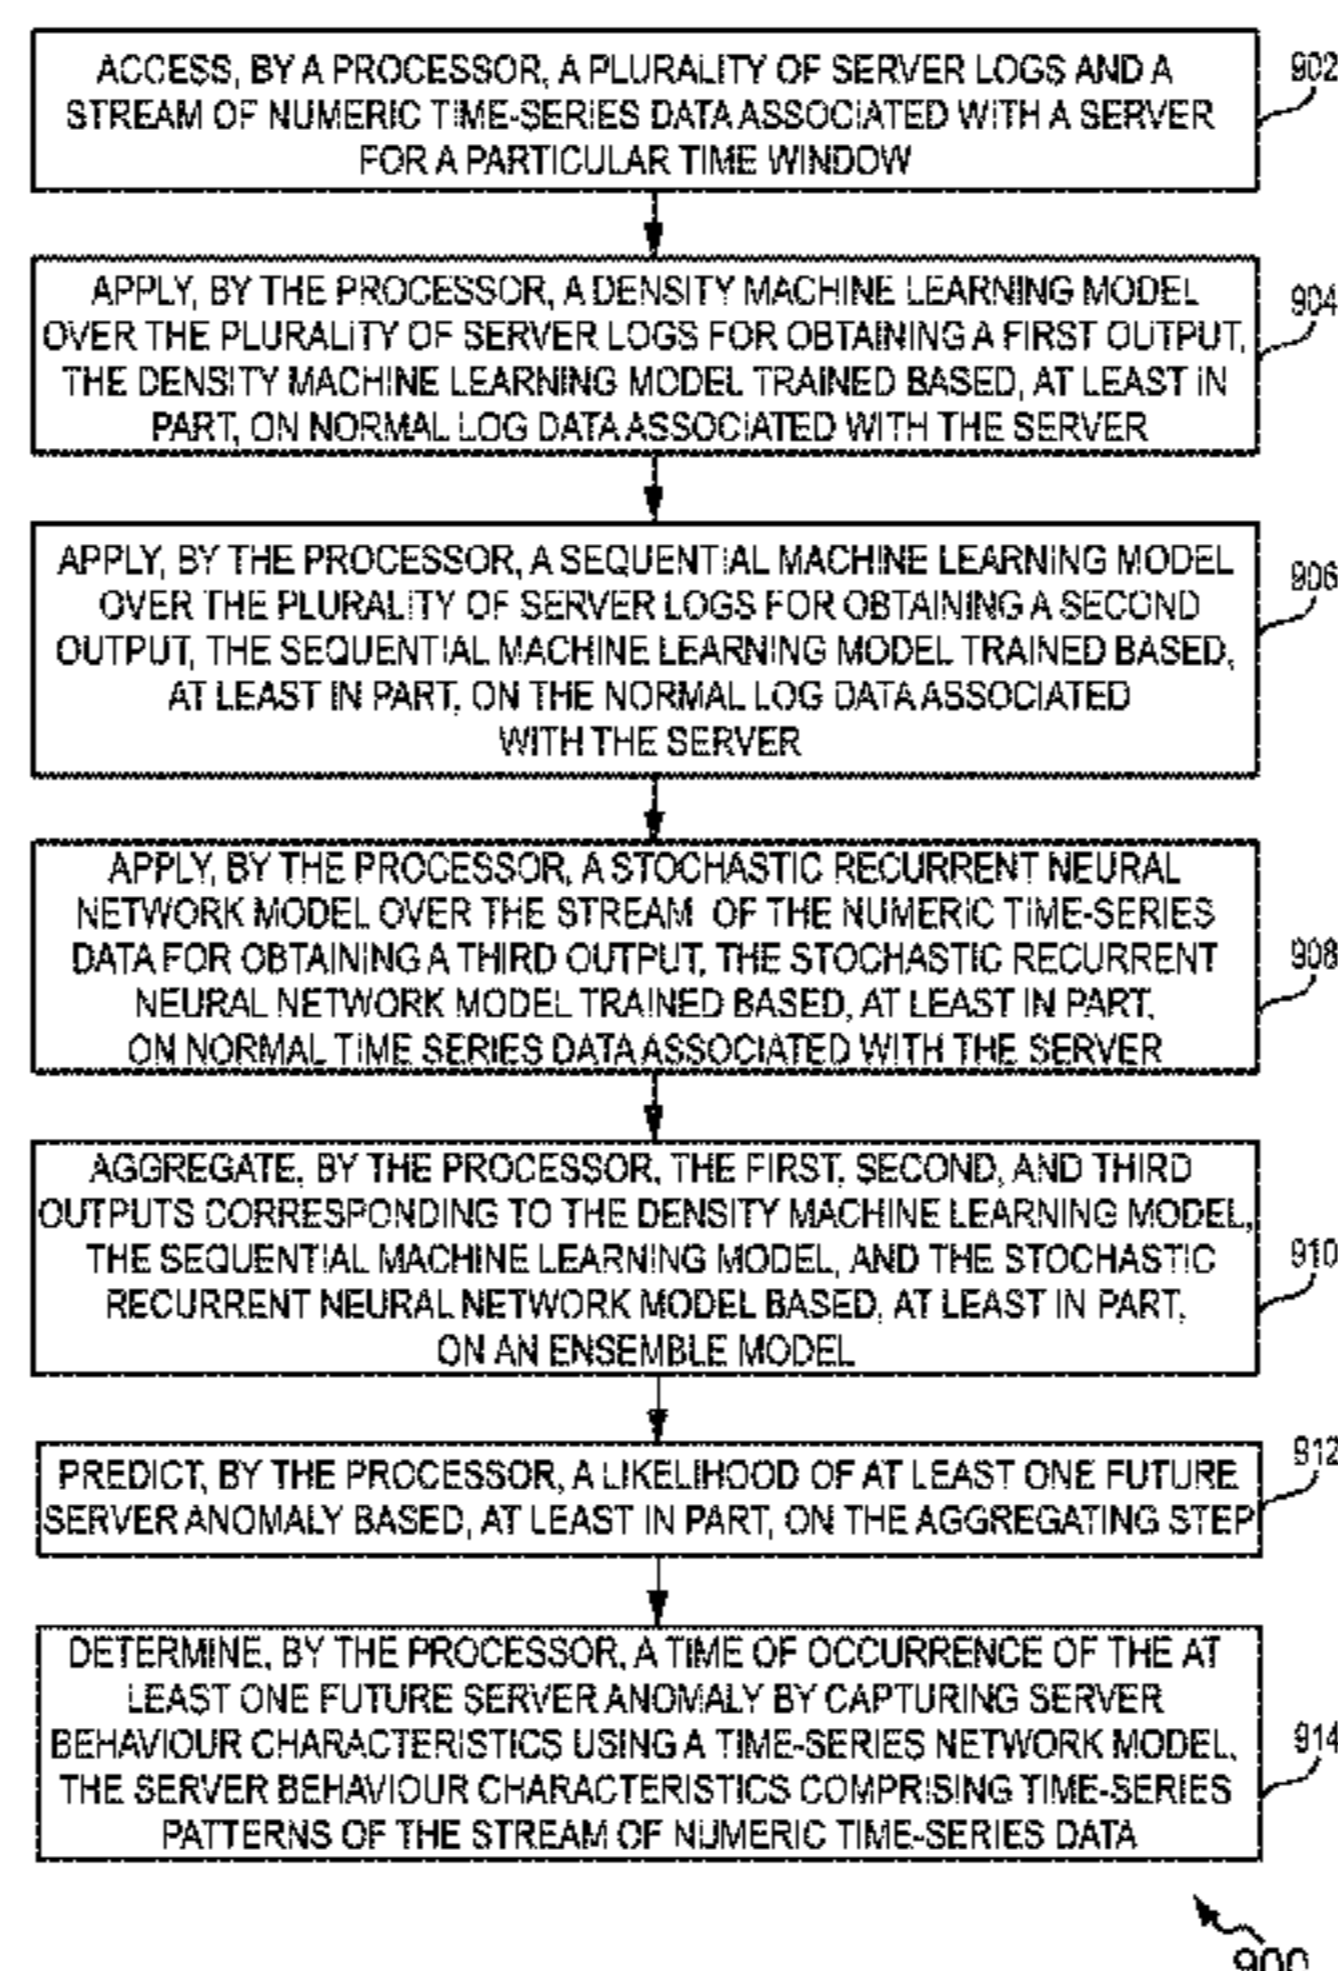 ACCESS, BY A PROCESSOR, A PLURALITY OF SERVER LOGS AND A
STREAM OF NUMERIC TIME-SERIES DATA ASSOCIATED WITH A SERVER
FOR A PARTICULAR TIME WINDOW
902
APPLY, BY THE PROCESSOR, A DENSITY MACHINE LEARNING MODEL
OVER THE PLURALITY OF SERVER LOGS FOR OBTAINING A FIRST OUTPUT,
THE DENSITY MACHINE LEARNING MODEL TRAINED BASED, AT LEAST IN
PART, ON NORMAL LOG DATA ASSOCIATED WITH THE SERVER
904
APPLY, BY THE PROCESSOR, A SEQUENTIAL MACHINE LEARNING MODEL
OVER THE PLURALITY OF SERVER LOGS FOR OBTAINING A SECOND
OUTPUT, THE SEQUENTIAL MACHINE LEARNING MODEL TRAINED BASED,
AT LEAST IN PART, ON THE NORMAL LOG DATA ASSOCIATED
WITH THE SERVER
906
APPLY, BY THE PROCESSOR, A STOCHASTIC RECURRENT NEURAL
NETWORK MODEL OVER THE STREAM OF THE NUMERIC TIME-SERIES
DATA FOR OBTAINING A THIRD OUTPUT, THE STOCHASTIC RECURRENT
NEURAL NETWORK MODEL TRAINED BASED, AT LEAST IN PART,
ON NORMAL TIME SERIES DATA ASSOCIATED WITH THE SERVER
908
AGGREGATE, BY THE PROCESSOR, THE FIRST, SECOND, AND THIRD
OUTPUTS CORRESPONDING TO THE DENSITY MACHINE LEARNING MODEL,
THE SEQUENTIAL MACHINE LEARNING MODEL, AND THE STOCHASTIC
RECURRENT NEURAL NETWORK MODEL BASED, AT LEAST IN PART,
ON AN ENSEMBLE MODEL
910
PREDICT, BY THE PROCESSOR, A LIKELIHOOD OF AT LEAST ONE FUTURE
SERVER ANOMALY BASED, AT LEAST IN PART, ON THE AGGREGATING STEP
912
DETERMINE, BY THE PROCESSOR, A TIME OF OCCURRENCE OF THE AT
LEAST ONE FUTURE SERVER ANOMALY BY CAPTURING SERVER
BEHAVIOUR CHARACTERISTICS USING A TIME-SERIES NETWORK MODEL,
THE SERVER BEHAVIOUR CHARACTERISTICS COMPRISING TIME-SERIES
PATTERNS OF THE STREAM OF NUMERIC TIME-SERIES DATA
914
900